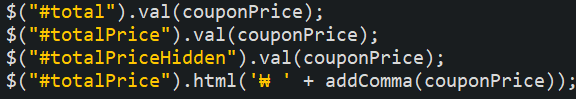 $("#total").val(couponPrice);
$("#totalPrice").val(couponPrice);
$("#totalPriceHidden").val(couponPrice);
$("#totalPrice").html('₩ ' + addComma(couponPrice));